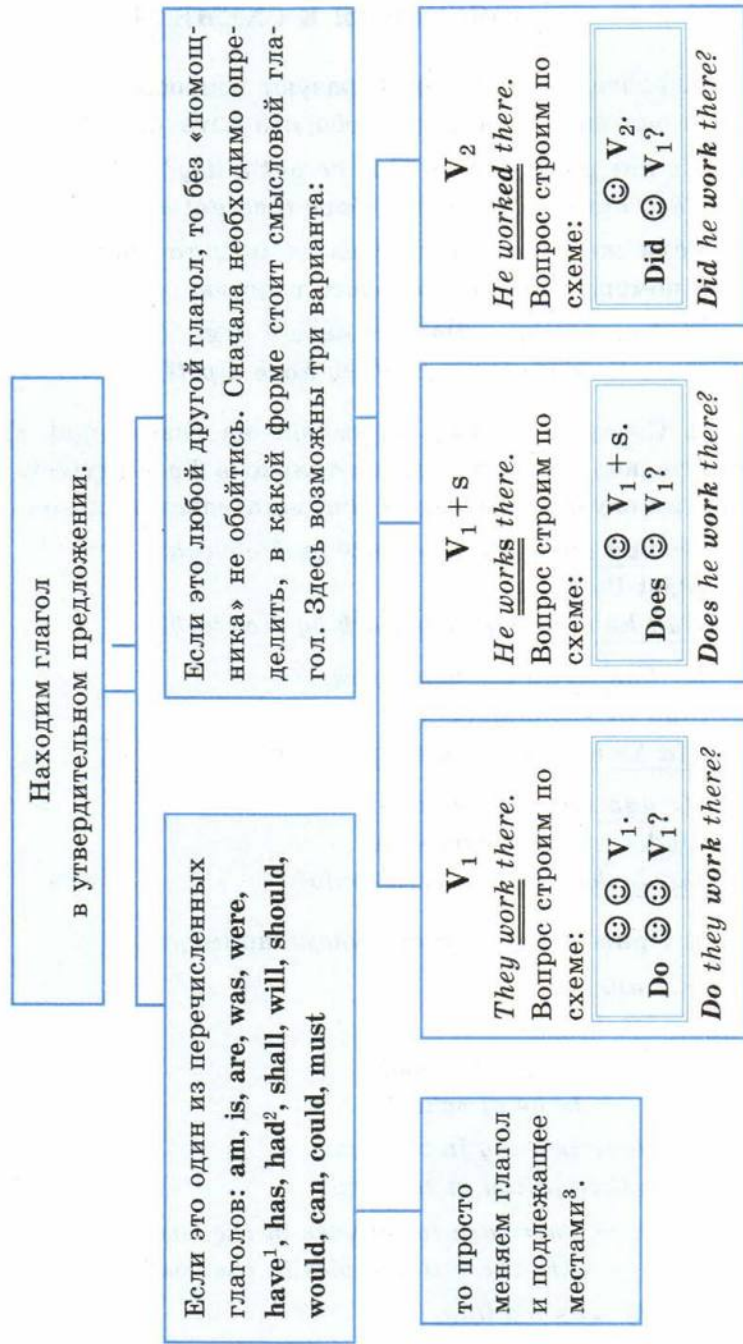 Находим глагол
в утвердительном предложении.
Если это один из перечисленных
глаголов: am, is, are, was, were,
have¹, has, had², shall, will, should,
would, can, could, must
то просто
меняем глагол
и подлежащее
местами³.
Если это любой другой глагол, то без «помощ-
ника» не обойтись. Сначала необходимо опре-
делить, в какой форме стоит смысловой гла-
гол. Здесь возможны три варианта:
V₁
They work there.
Вопрос строим по
схеме:
☺☺ V₁.
Do ☺☺ V₁?
Do they work there?
V₁+s
He works there.
Вопрос строим по
схеме:
☺ V₁+s.
Does ☺ V₁?
Does he work there?
V₂
He worked there.
Вопрос строим по
схеме:
☺ V₂.
Did ☺ V₁?
Did he work there?